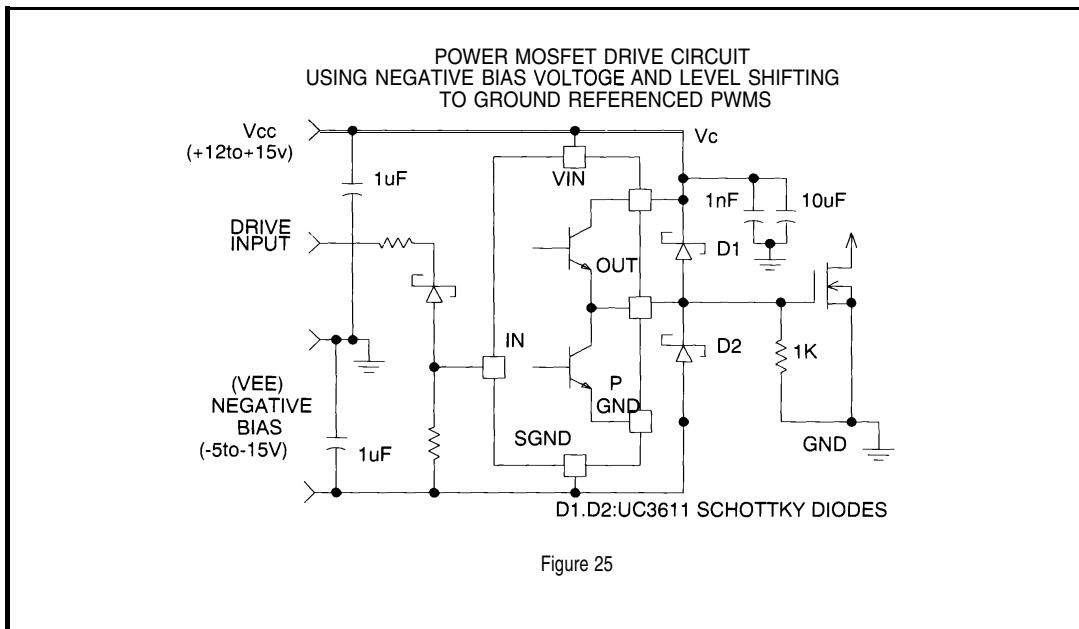 POWER MOSFET DRIVE CIRCUIT
USING NEGATIVE BIAS VOLTOGE AND LEVEL SHIFTING
TO GROUND REFERENCED PWMS
Vcc
(+12to+15v)
1uF
VIN
Vc
1nF
10uF
DRIVE
INPUT
D1
OUT
IN
D2
1K
(VEE)
NEGATIVE
BIAS
(-5to-15V)
1uF
P
GND
SGND
GND
D1.D2:UC3611 SCHOTTKY DIODES
Figure 25